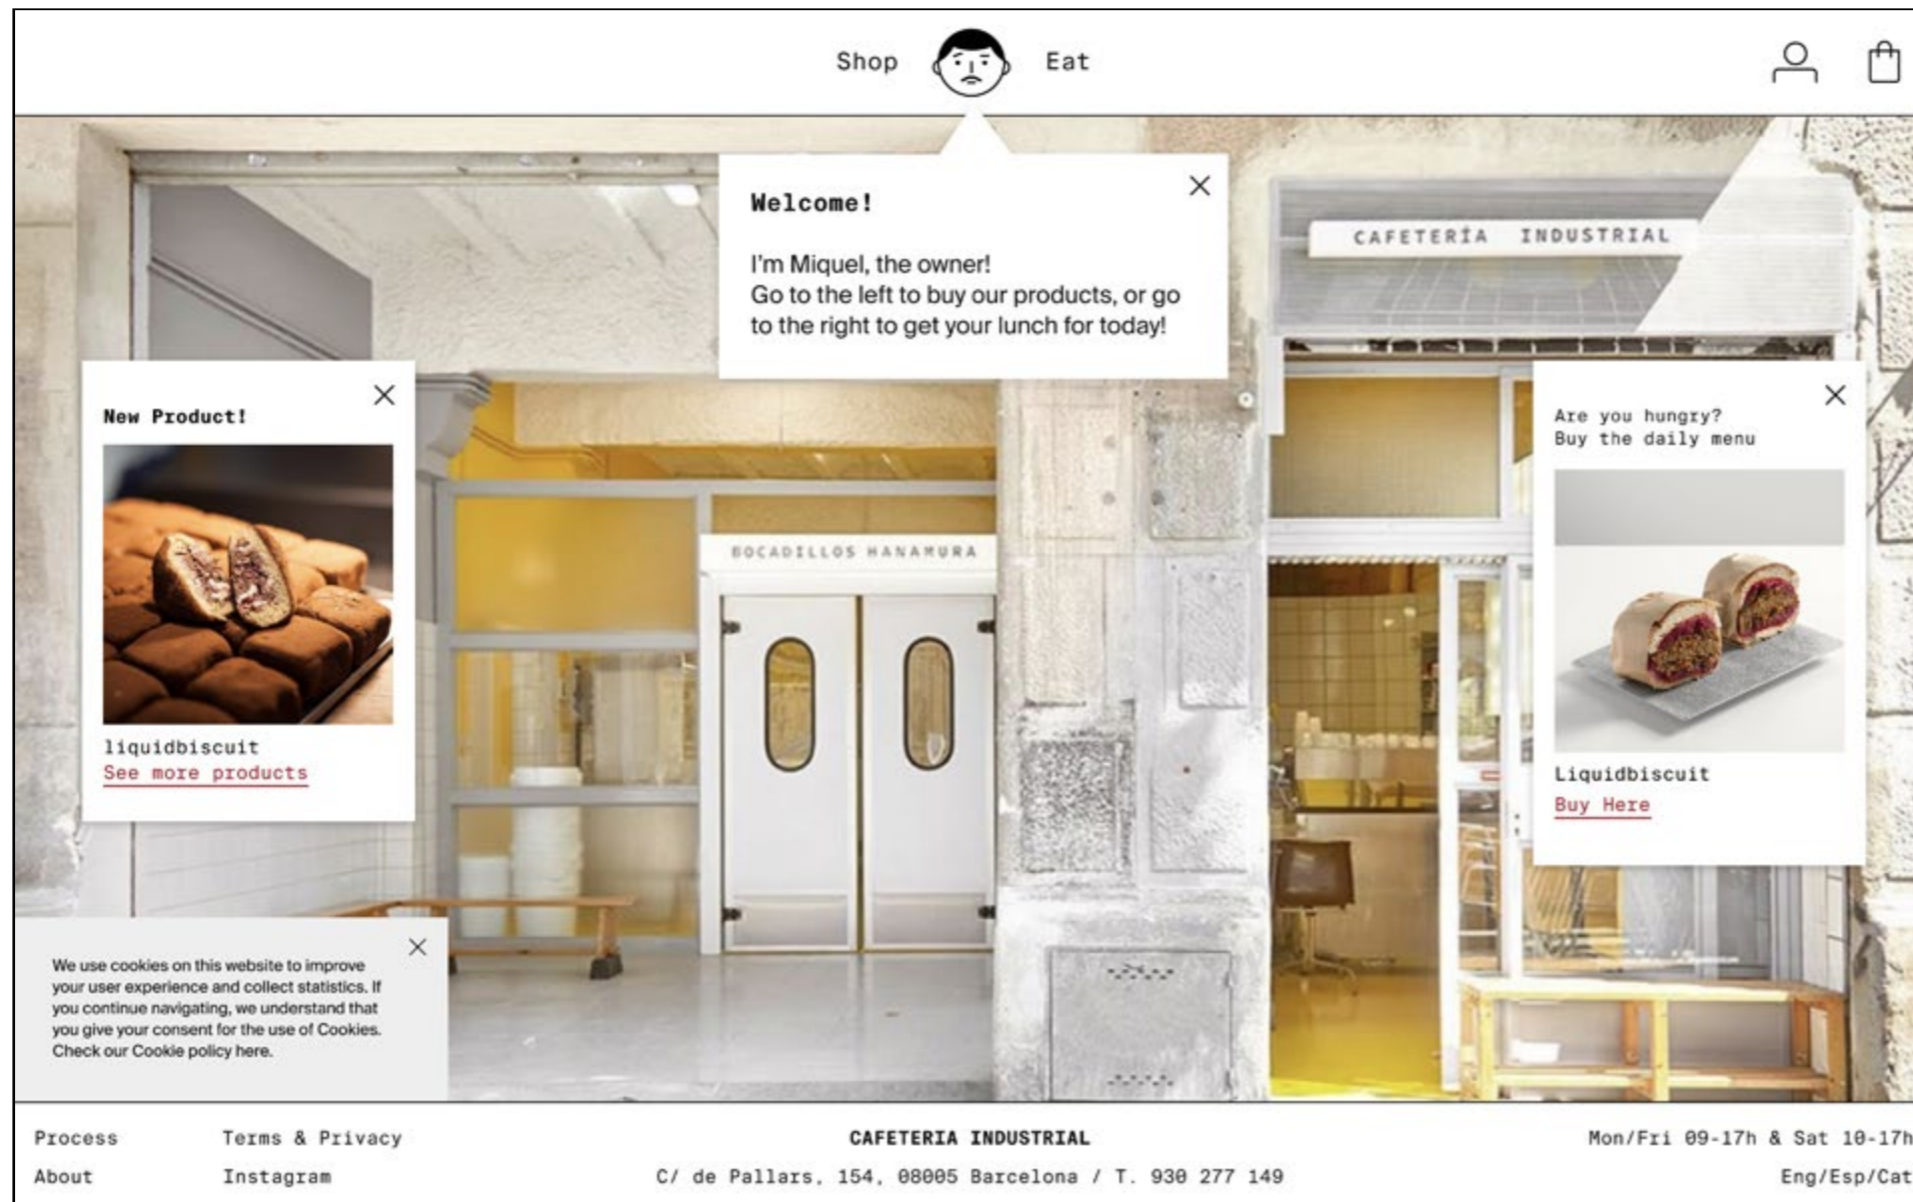 Shop
Eat
Welcome!
I'm Miquel, the owner!
Go to the left to buy our products, or go
to the right to get your lunch for today!
CAFETERÍA INDUSTRIAL
New Product!
liquidbiscuit
See more products
BOCADILLOS HANAMURA
Are you hungry?
Buy the daily menu
Liquidbiscuit
Buy Here
We use cookies on this website to improve
your user experience and collect statistics. If
you continue navigating, we understand that
you give your consent for the use of Cookies.
Check our Cookie policy here.
Process
About
Terms & Privacy
Instagram
CAFETERIA INDUSTRIAL
C/ de Pallars, 154, 08005 Barcelona / T. 930 277 149
Mon/Fri 09-17h & Sat 10-17h
Eng/Esp/Cat